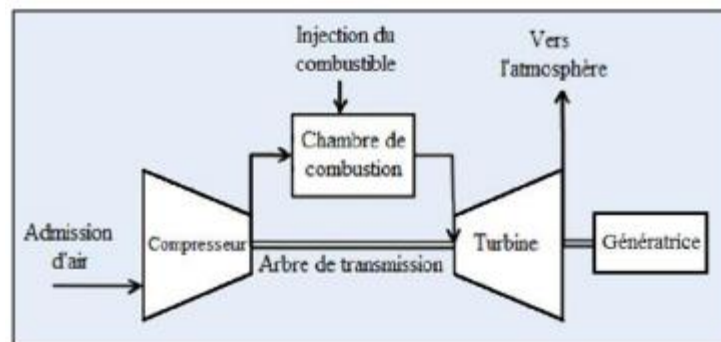 Injection du
combustible
Vers
l'atmosphère
Chambre de
combustion
Admission
d'air
Compresseur
Arbre de transmission
Turbine
Génératrice